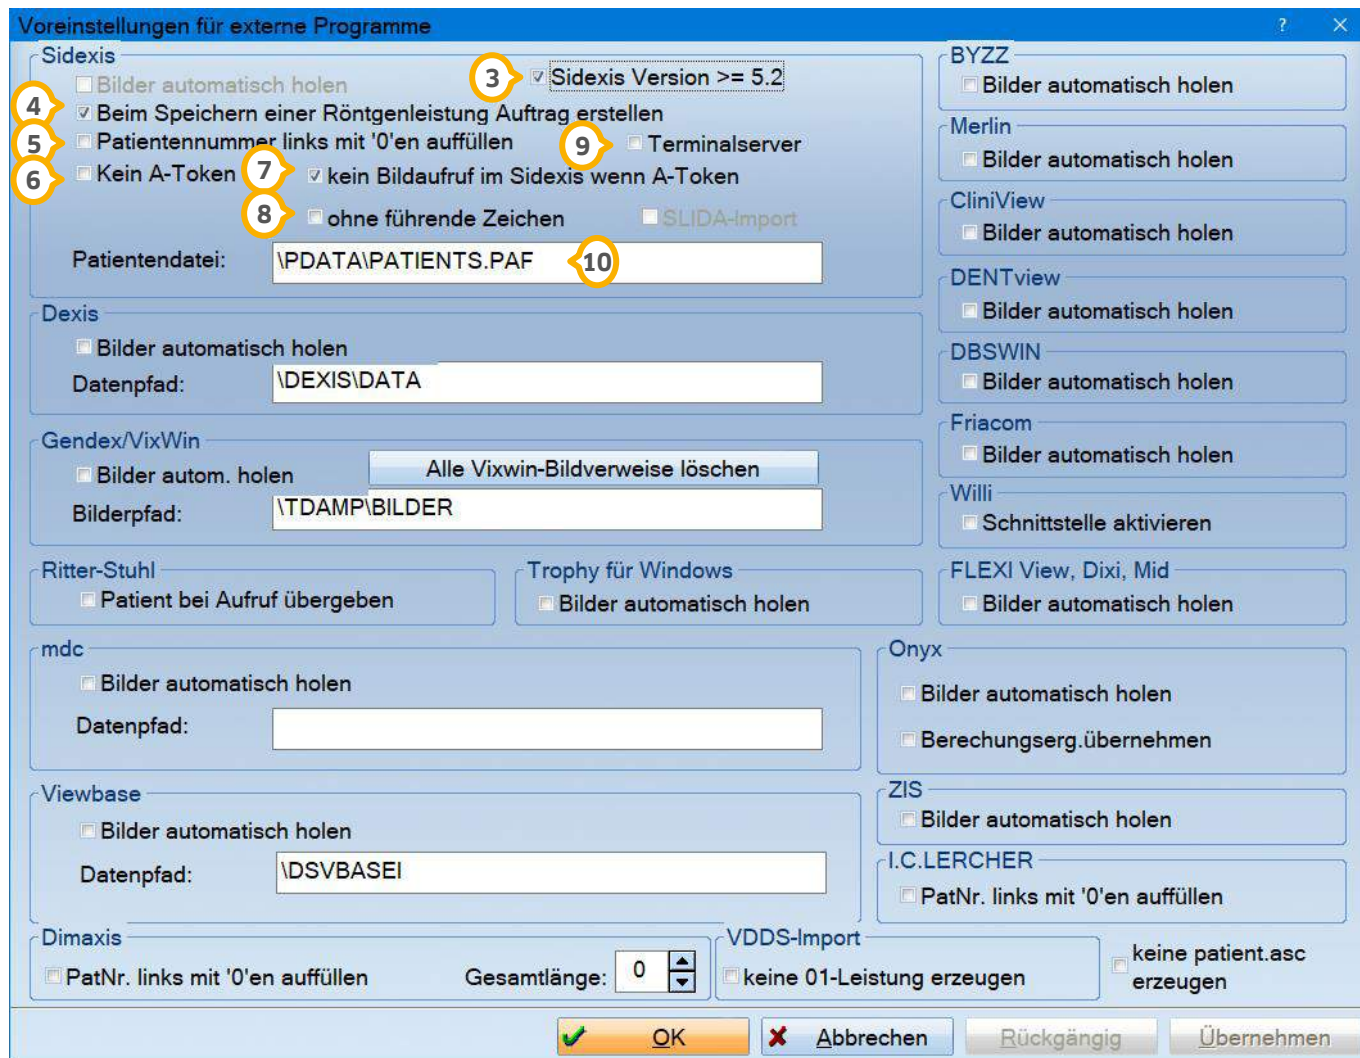 Voreinstellungen für externe Programme
?
Sidexis
Bilder automatisch holen
3
Sidexis Version >= 5.2
4
Beim Speichern einer Röntgenleistung Auftrag erstellen
5
Patientennummer links mit '0'en auffüllen
9
Terminalserver
6
Kein A-Token
7
kein Bildaufruf im Sidexis wenn A-Token
8
ohne führende Zeichen
SLIDA-Import
Patientendatei:
\PDATA\PATIENTS.PAF
10
Dexis
Bilder automatisch holen
Datenpfad:
\DEXIS\DATA
Gendex/VixWin
Bilder autom. holen
Alle Vixwin-Bildverweise löschen
Bilderpfad:
\TDAMP\BILDER
Ritter-Stuhl
Patient bei Aufruf übergeben
Trophy für Windows
Bilder automatisch holen
mdc
Bilder automatisch holen
Datenpfad:
Viewbase
Bilder automatisch holen
Datenpfad:
\DSVBASEI
Dimaxis
PatNr. links mit '0'en auffüllen
Gesamtlänge:
0
VDDS-Import
keine 01-Leistung erzeugen
BYZZ
Bilder automatisch holen
Merlin
Bilder automatisch holen
CliniView
Bilder automatisch holen
DENTview
Bilder automatisch holen
DBSWIN
Bilder automatisch holen
Friacom
Bilder automatisch holen
Willi
Schnittstelle aktivieren
FLEXI View, Dixi, Mid
Bilder automatisch holen
Onyx
Bilder automatisch holen
Berechungserg.übernehmen
ZIS
Bilder automatisch holen
I.C.LERCHER
PatNr. links mit '0'en auffüllen
keine patient.asc
erzeugen
OK
Abbrechen
Rückgängig
Übernehmen